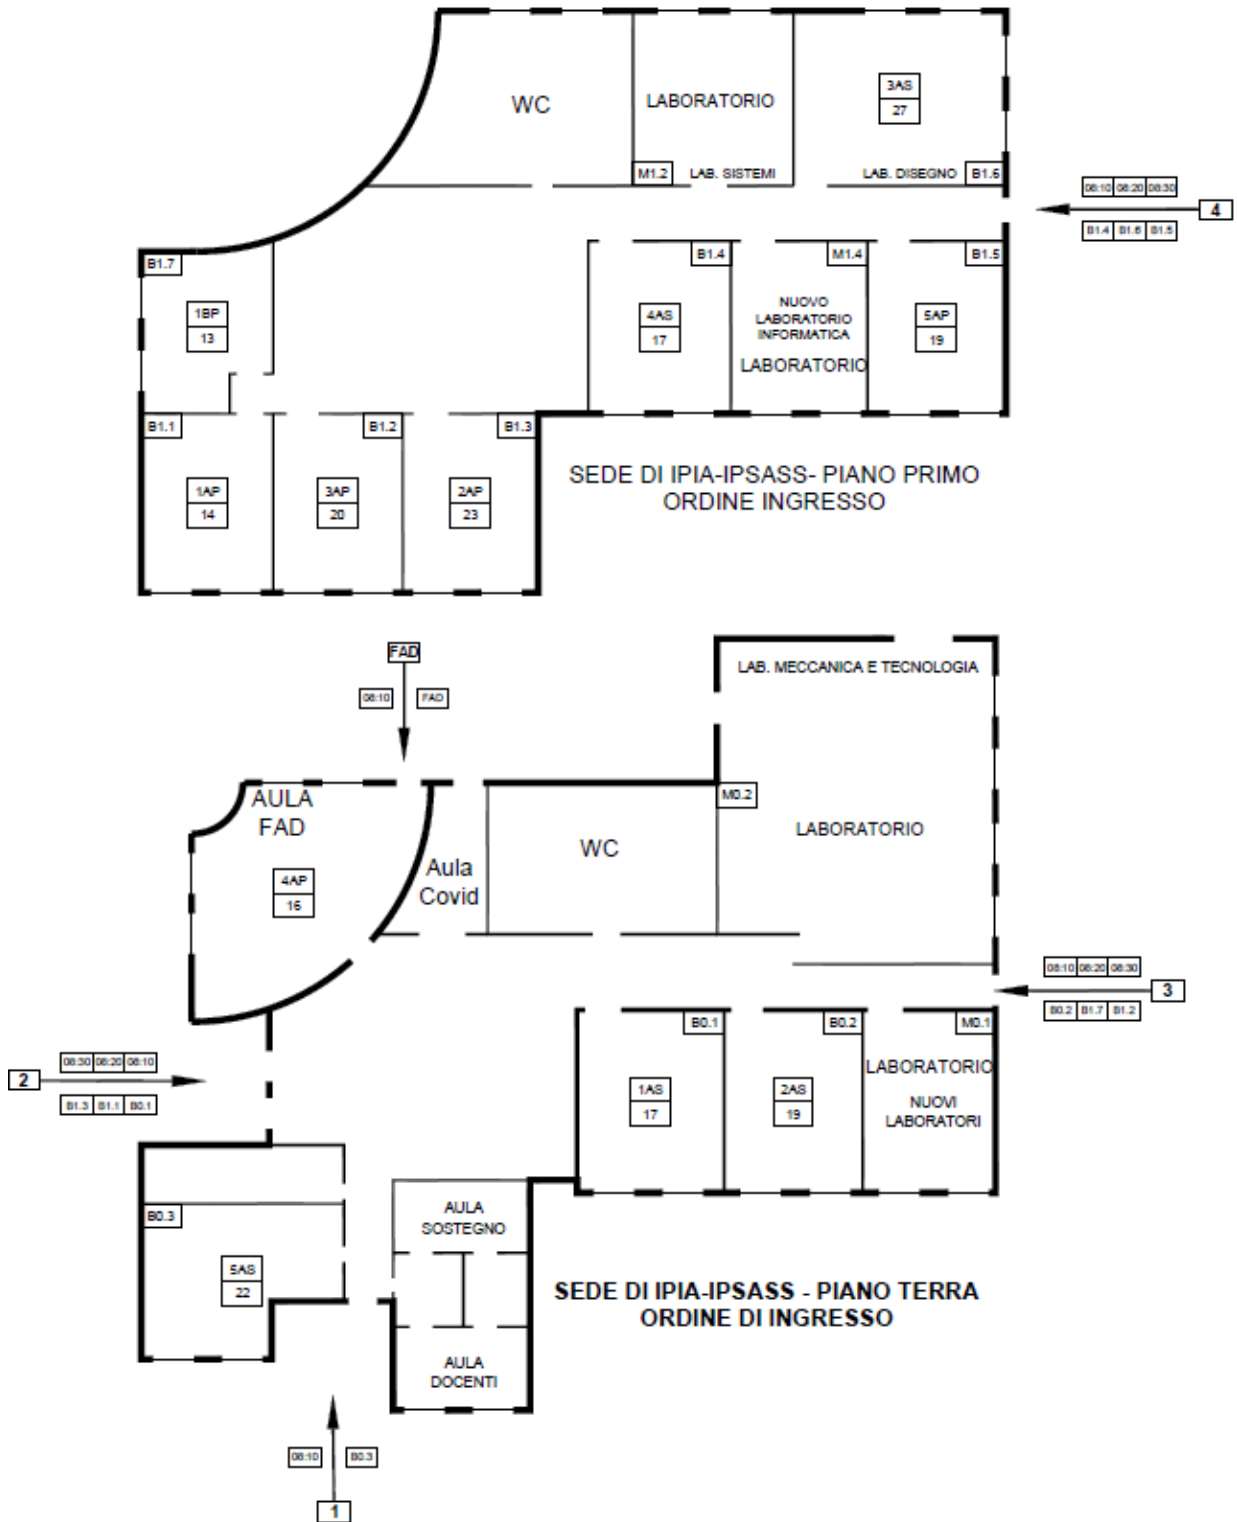 WC
LABORATORIO
3AS
27
M1.2
LAB. SISTEMI
LAB. DISEGNO
B1.6
08:10 08:20 08:30
4
B1.4 B1.6 B1.5
B1.7
B1.4
M1.4
B1.5
1BP
13
4AS
17
NUOVO
LABORATORIO
INFORMATICA
LABORATORIO
5AP
19
B1.1
B1.2
B1.3
1AP
14
3AP
20
2AP
23
SEDE DI IPIA-IPSASS- PIANO PRIMO
ORDINE INGRESSO
FAD
08:10
FAD
LAB. MECCANICA E TECNOLOGIA
AULA
FAD
M0.2
LABORATORIO
WC
Aula
Covid
4AP
16
08:10 08:20 08:30
3
B0.2 B1.7 B1.2
B0.1
B0.2
M0.1
08:30 08:20 08:10
2
B1.3 B1.1 B0.1
1AS
17
2AS
19
LABORATORIO
NUOVI
LABORATORI
B0.3
AULA
SOSTEGNO
5AS
22
SEDE DI IPIA-IPSASS - PIANO TERRA
ORDINE DI INGRESSO
AULA
DOCENTI
08:10
B0.3
1